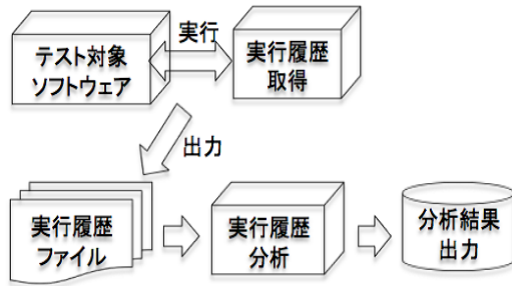 テスト対象
ソフトウェア
実行
実行履歴
取得
出力
実行履歴
ファイル
実行履歴
分析
分析結果
出力